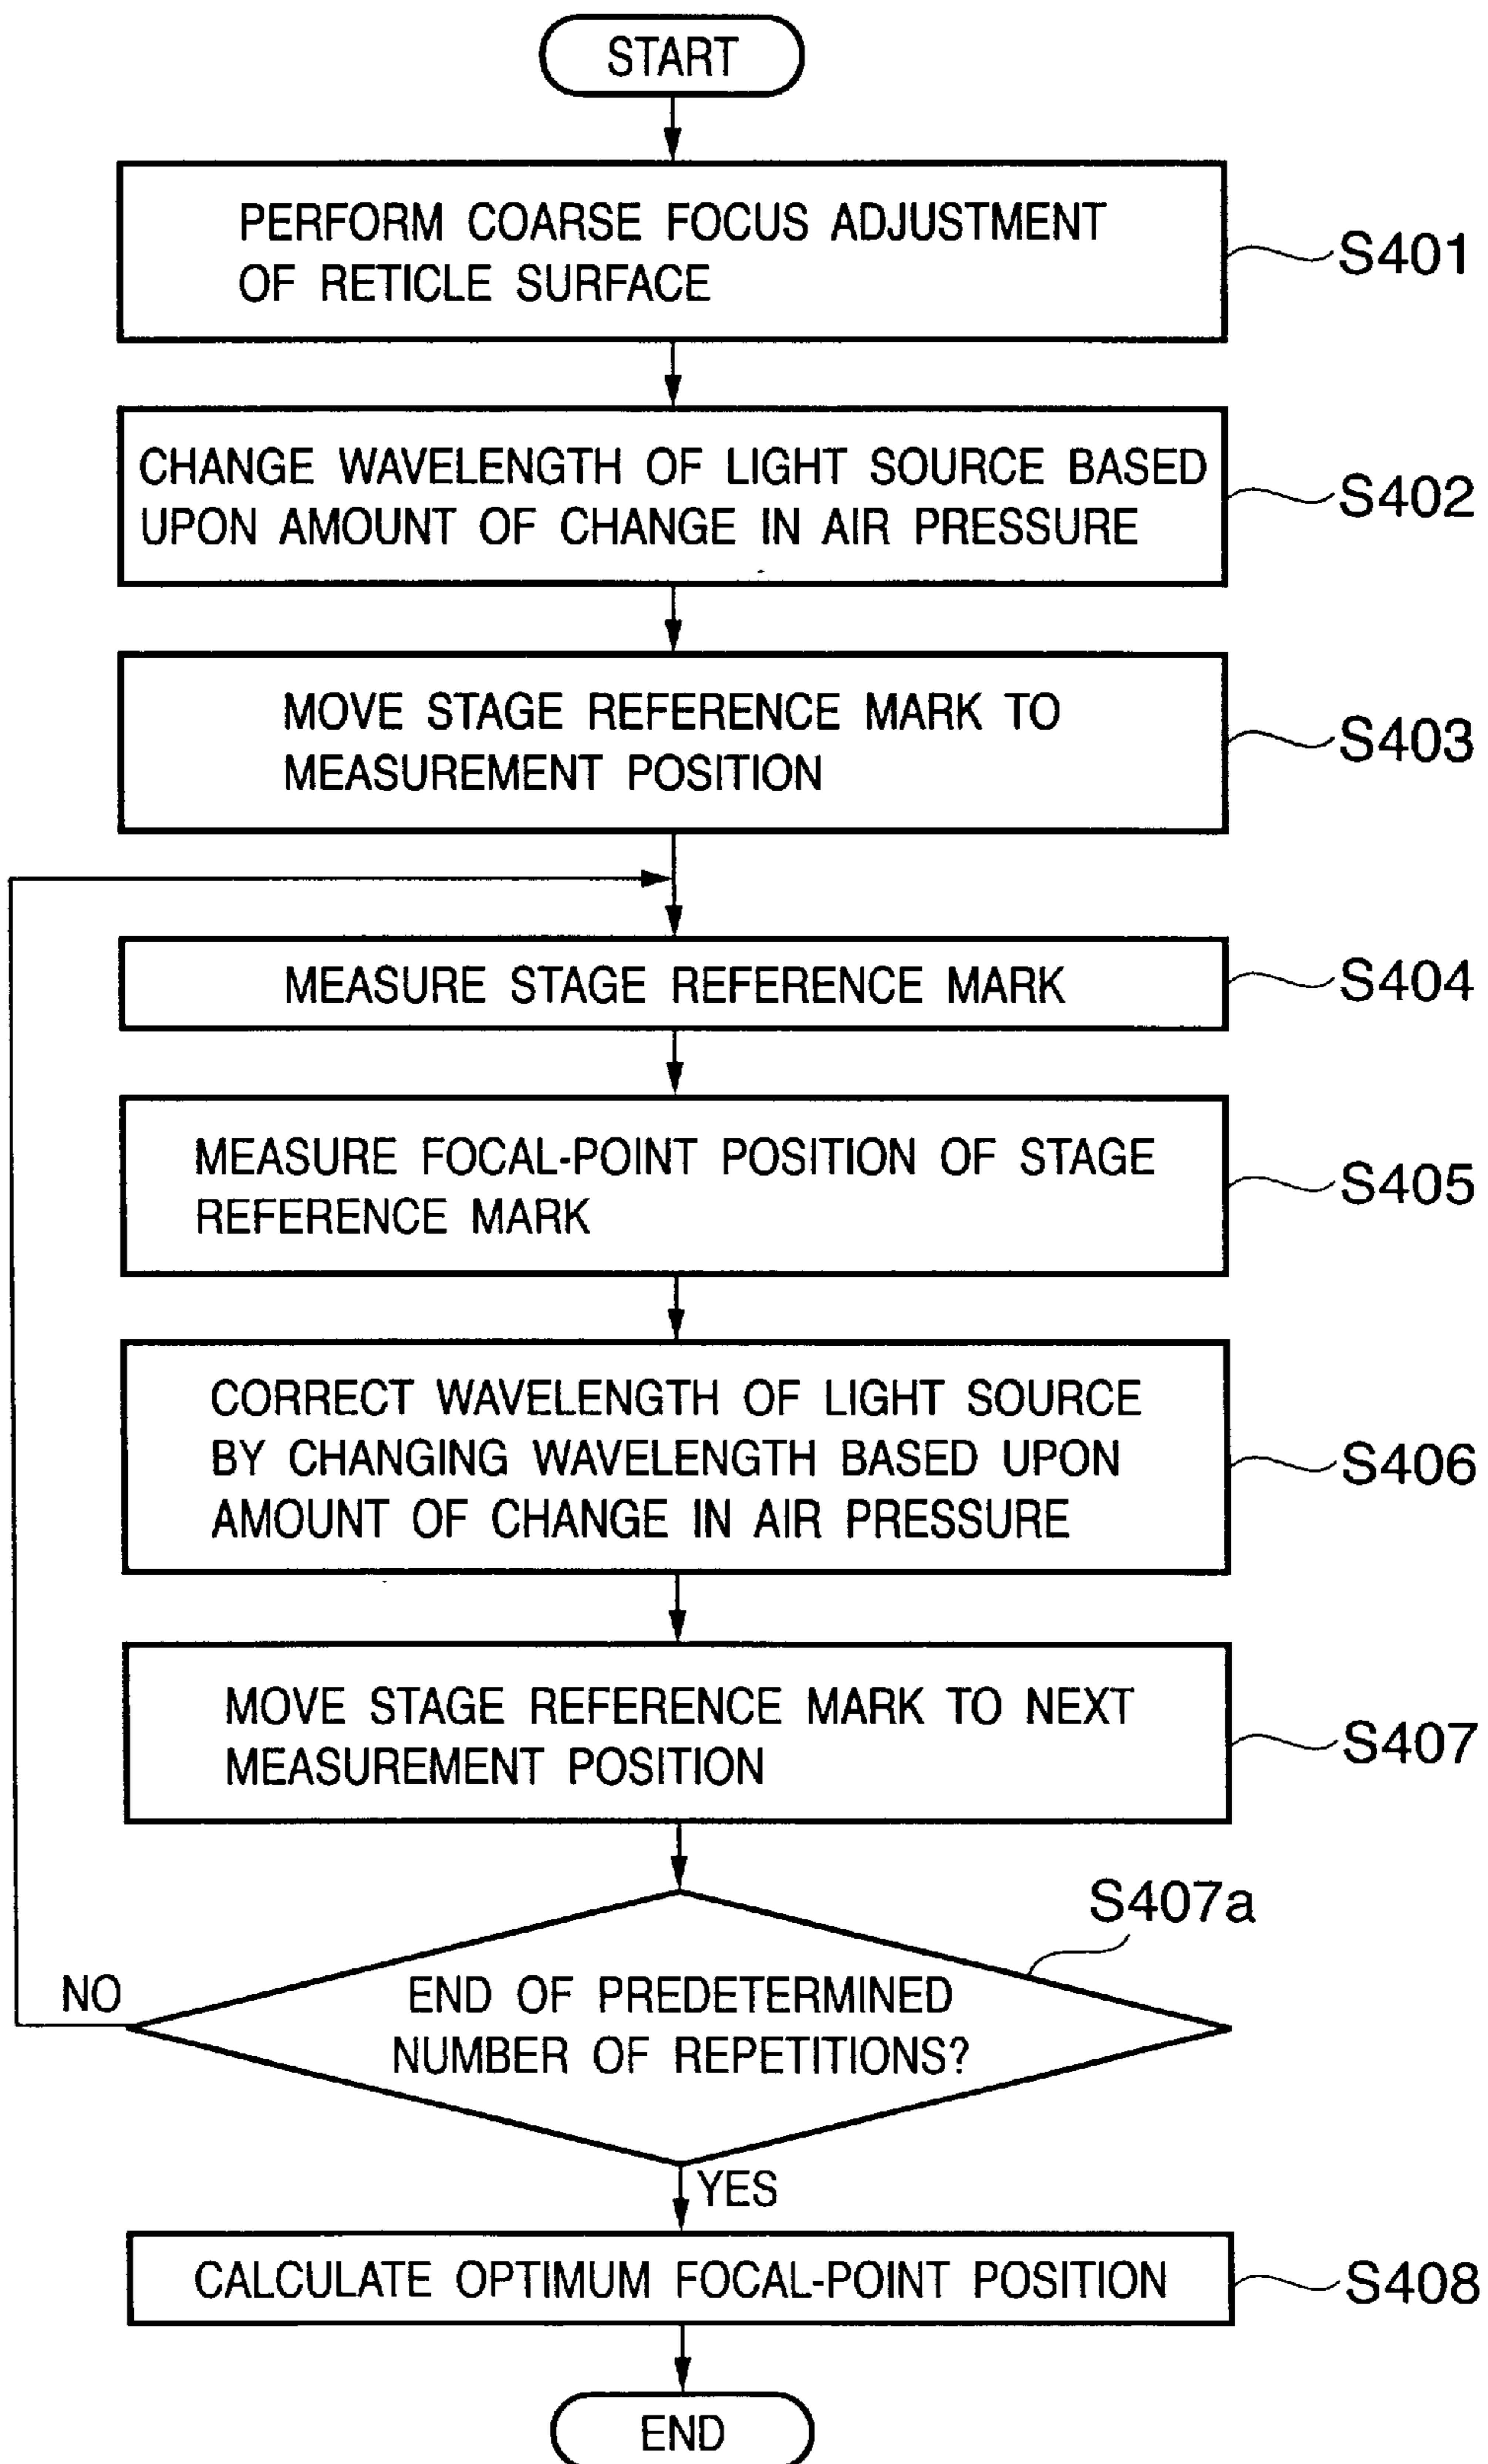 START
PERFORM COARSE FOCUS ADJUSTMENT
OF RETICLE SURFACE
S401
CHANGE WAVELENGTH OF LIGHT SOURCE BASED
UPON AMOUNT OF CHANGE IN AIR PRESSURE
S402
MOVE STAGE REFERENCE MARK TO
MEASUREMENT POSITION
S403
MEASURE STAGE REFERENCE MARK
S404
MEASURE FOCAL-POINT POSITION OF STAGE
REFERENCE MARK
S405
CORRECT WAVELENGTH OF LIGHT SOURCE
BY CHANGING WAVELENGTH BASED UPON
AMOUNT OF CHANGE IN AIR PRESSURE
S406
MOVE STAGE REFERENCE MARK TO NEXT
MEASUREMENT POSITION
S407
S407a
NO
END OF PREDETERMINED
NUMBER OF REPETITIONS?
YES
CALCULATE OPTIMUM FOCAL-POINT POSITION
S408
END